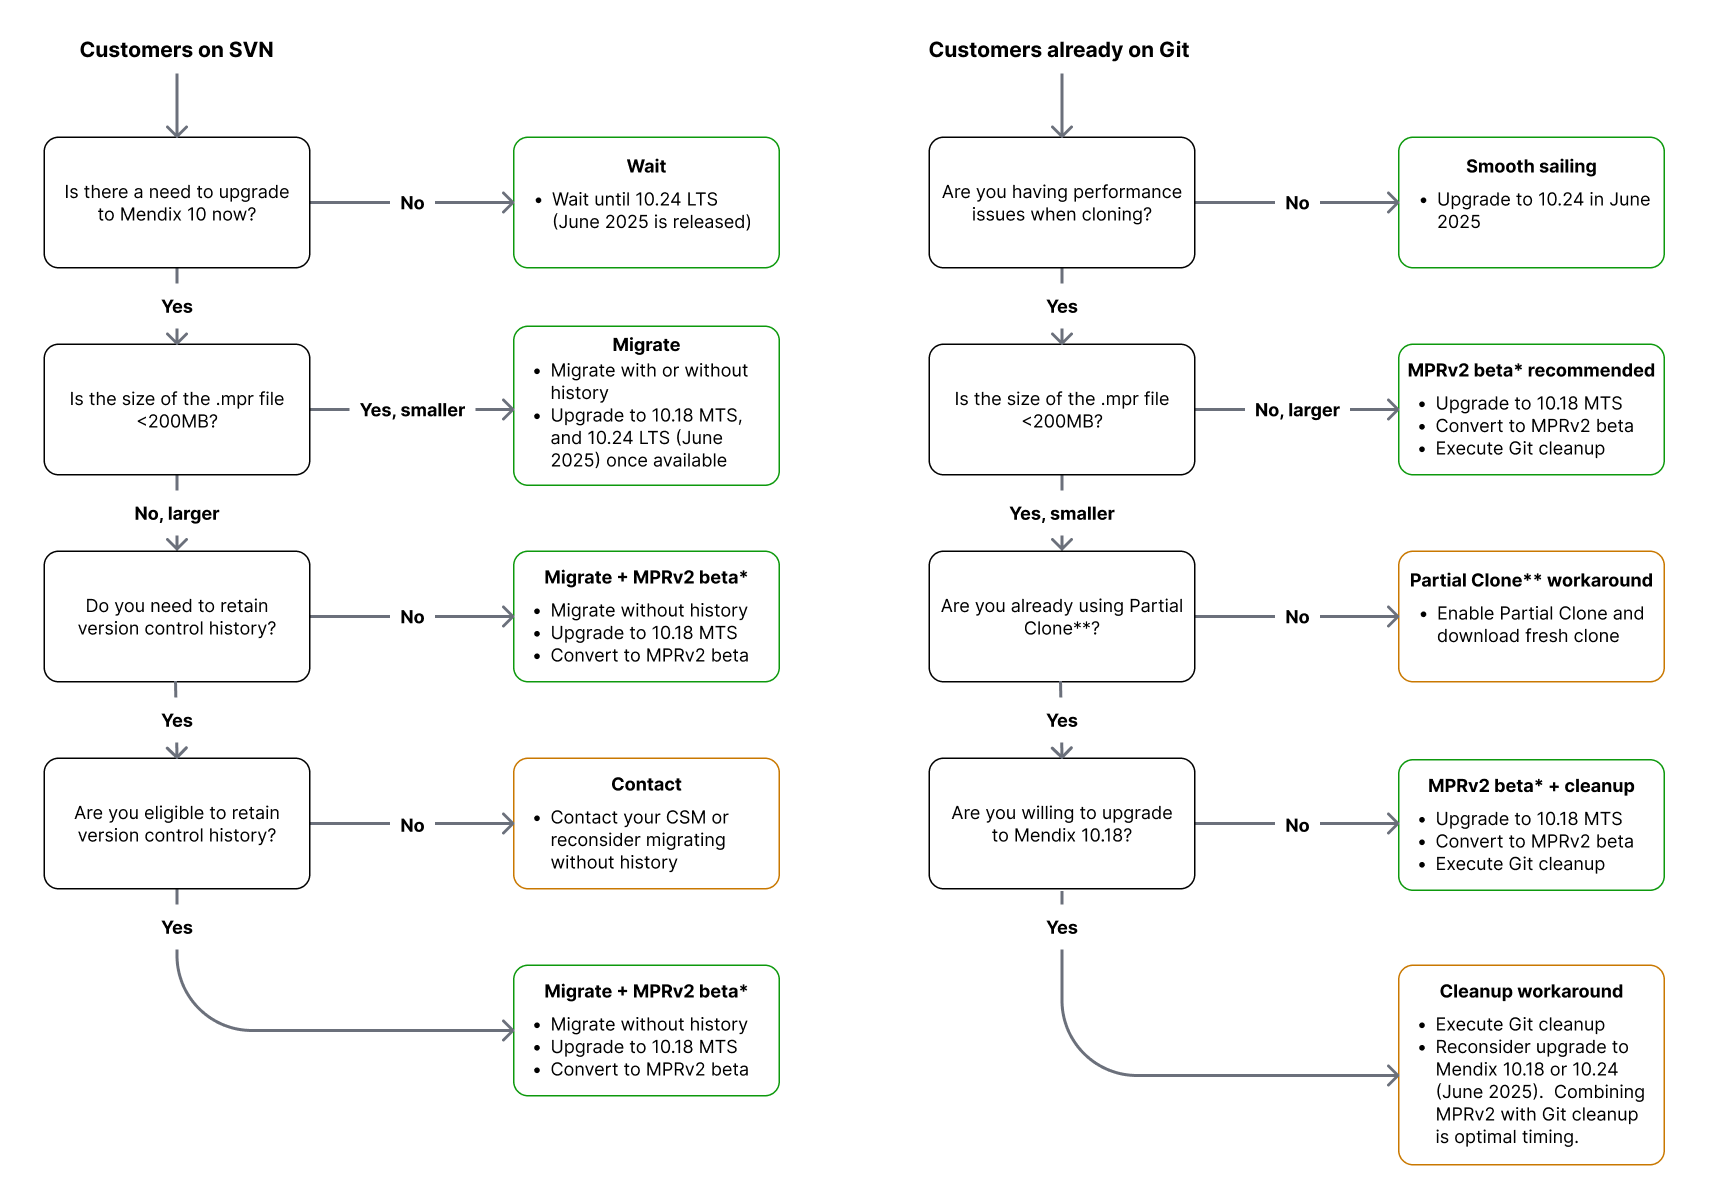 Customers on SVN
Is there a need to upgrade
to Mendix 10 now?
No
Wait
• Wait until 10.24 LTS
(June 2025 is released)
Yes
Is the size of the .mpr file
<200MB?
Yes, smaller
Migrate
• Migrate with or without
history
• Upgrade to 10.18 MTS,
and 10.24 LTS (June
2025) once available
No, larger
Do you need to retain
version control history?
No
Migrate + MPRv2 beta*
• Migrate without history
• Upgrade to 10.18 MTS
• Convert to MPRv2 beta
Yes
Are you eligible to retain
version control history?
No
Contact
• Contact your CSM or
reconsider migrating
without history
Yes
Migrate + MPRv2 beta*
• Migrate without history
• Upgrade to 10.18 MTS
• Convert to MPRv2 beta
Customers already on Git
Are you having performance
issues when cloning?
No
Smooth sailing
• Upgrade to 10.24 in June
2025
Yes
Is the size of the .mpr file
<200MB?
No, larger
MPRv2 beta* recommended
• Upgrade to 10.18 MTS
• Convert to MPRv2 beta
• Execute Git cleanup
Yes, smaller
Are you already using Partial
Clone**?
No
Partial Clone** workaround
• Enable Partial Clone and
download fresh clone
Yes
Are you willing to upgrade
to Mendix 10.18?
No
MPRv2 beta* + cleanup
• Upgrade to 10.18 MTS
• Convert to MPRv2 beta
• Execute Git cleanup
Yes
Cleanup workaround
• Execute Git cleanup
• Reconsider upgrade to
Mendix 10.18 or 10.24
(June 2025).  Combining
MPRv2 with Git cleanup
is optimal timing.